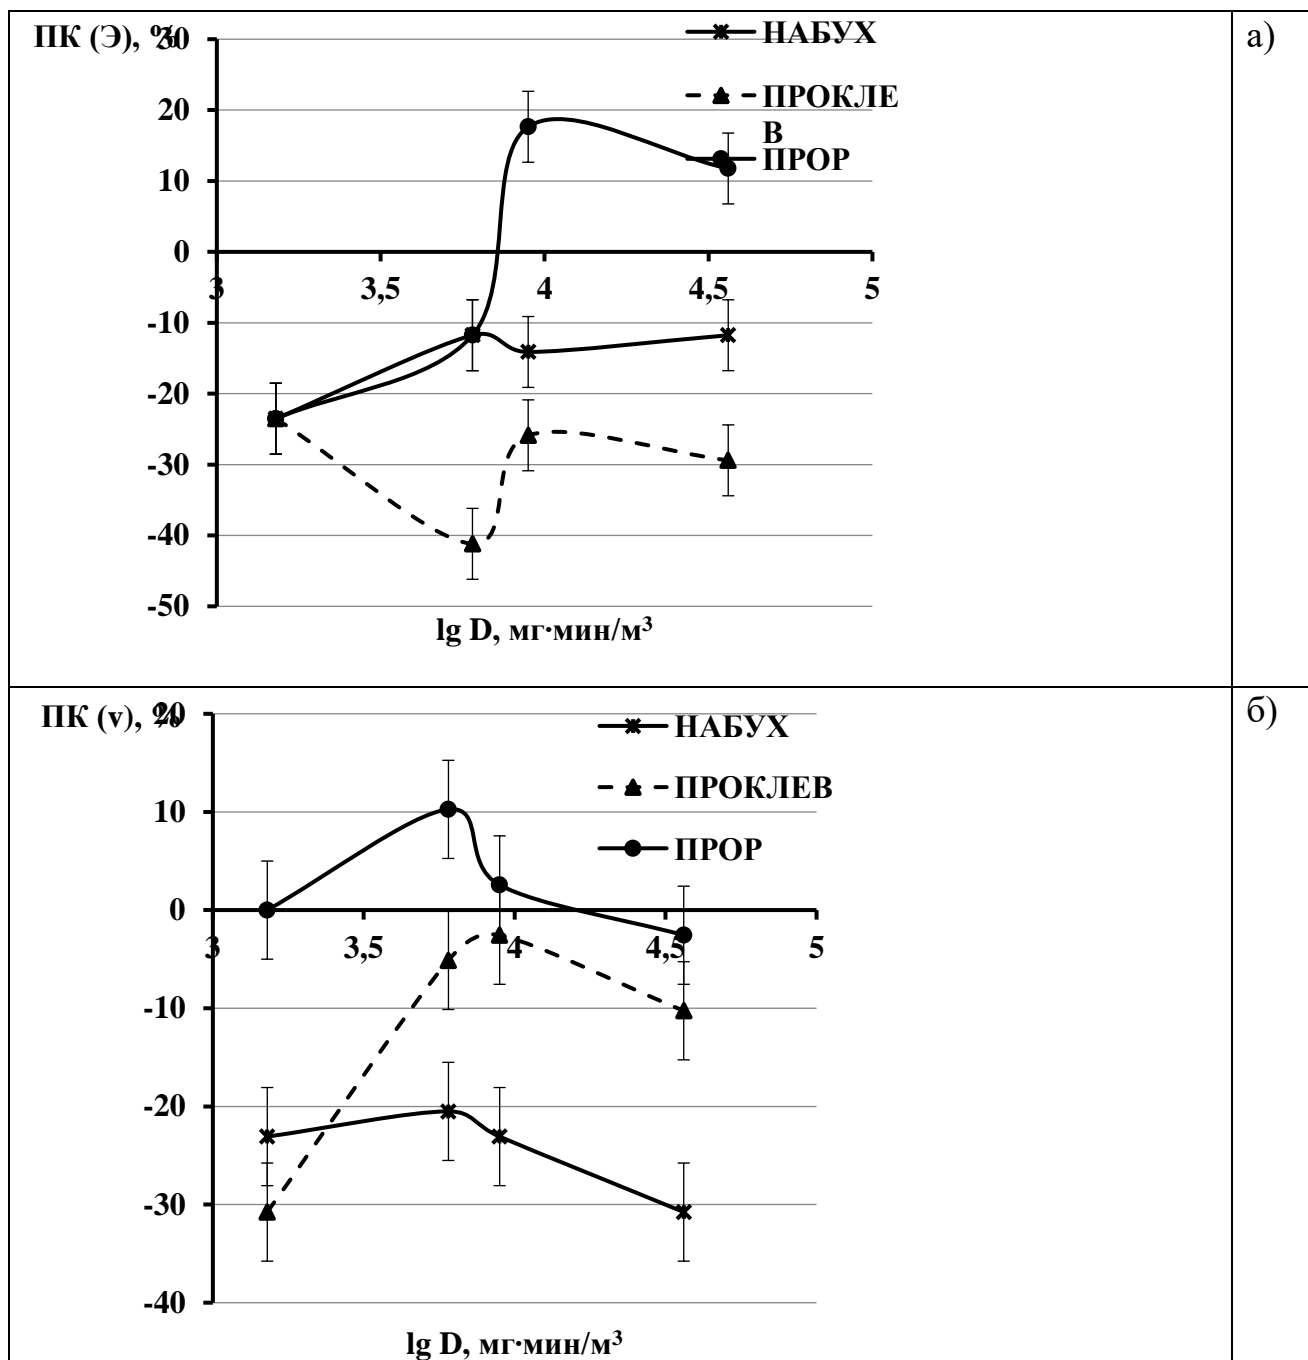 ПК (Э), %
НАБУХ
ПРОКЛЕ
В
ПРОР
а)
30
20
10
0
3
3,5
4
4,5
5
-10
-20
-30
-40
-50
lg D, мг·мин/м³
ПК (v), %
20
НАБУХ
ПРОКЛЕВ
ПРОР
б)
10
0
3
3,5
4
4,5
5
-10
-20
-30
-40
lg D, мг·мин/м³